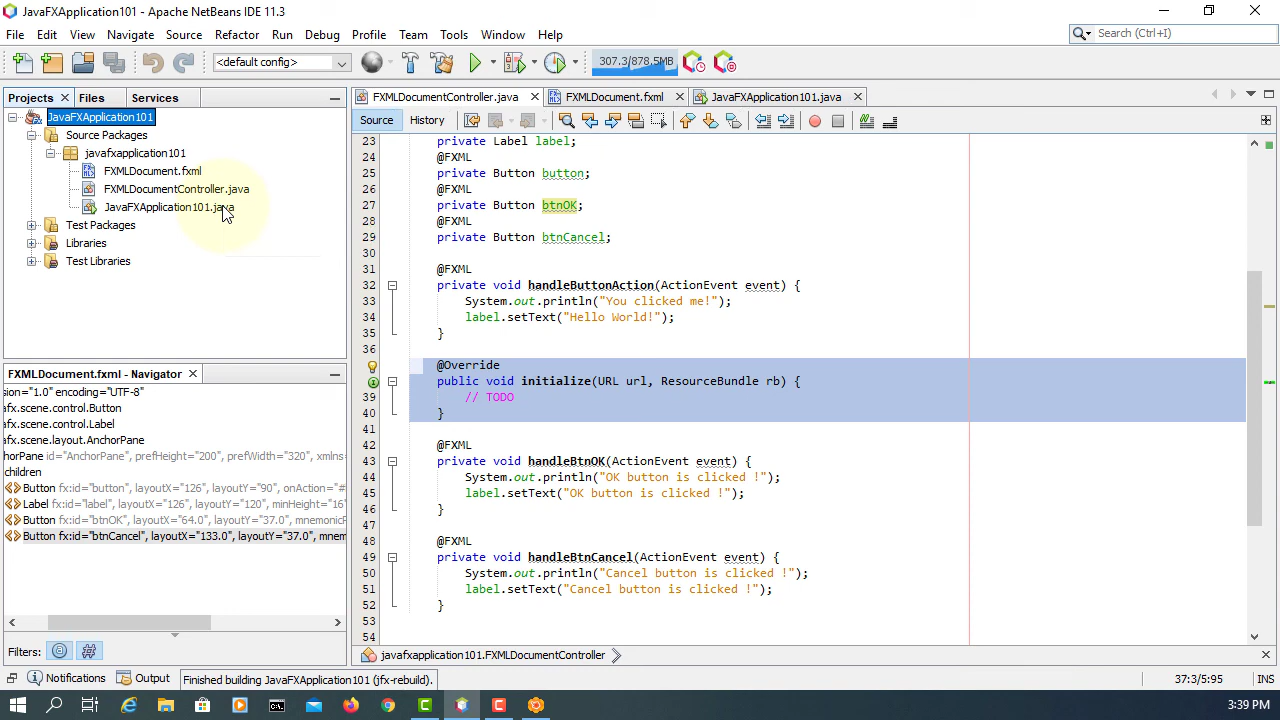 JavaFXApplication101 - Apache NetBeans IDE 11.3
File Edit View Navigate Source Refactor Run Debug Profile Team Tools Window Help
Search (Ctrl+I)
<default config>
307.3/878.5MB
Projects Files Services
JavaFXApplication101
Source Packages
javafxapplication101
FXMLDocument.fxml
FXMLDocumentController.java
JavaFXApplication101.java
Test Packages
Libraries
Test Libraries
FXMLDocument.fxml - Navigator
sion="1.0" encoding="UTF-8"
afx.scene.control.Button
afx.scene.control.Label
afx.scene.layout.AnchorPane
horPane id="AnchorPane", prefHeight="200", prefWidth="320", xmlns=
children
Button fx:id="button", layoutX="126", layoutY="90", onAction="#
Label fx:id="label", layoutX="126", layoutY="120", minHeight="16"
Button fx:id="btnOK", layoutX="64.0", layoutY="37.0", mnemonicP
Button fx:id="btnCancel", layoutX="133.0", layoutY="37.0", mnem
Filters:
FXMLDocumentController.java FXMLDocument.fxml JavaFXApplication101.java
Source History
23 private Label label;
24 @FXML
25 private Button button;
26 @FXML
27 private Button btnOK;
28 @FXML
29 private Button btnCancel;
30
31 @FXML
32 private void handleButtonAction(ActionEvent event) {
33 System.out.println("You clicked me!");
34 label.setText("Hello World!");
35 }
36
@Override
public void initialize(URL url, ResourceBundle rb) {
39 // TODO
40 }
41
42 @FXML
43 private void handleBtnOK(ActionEvent event) {
44 System.out.println("OK button is clicked !");
45 label.setText("OK button is clicked !");
46 }
47
48 @FXML
49 private void handleBtnCancel(ActionEvent event) {
50 System.out.println("Cancel button is clicked !");
51 label.setText("Cancel button is clicked !");
52 }
53
54
javafxapplication101.FXMLDocumentController
Notifications Output Finished building JavaFXApplication101 (jfx-rebuild). 37:3/5:95 INS
3:39 PM